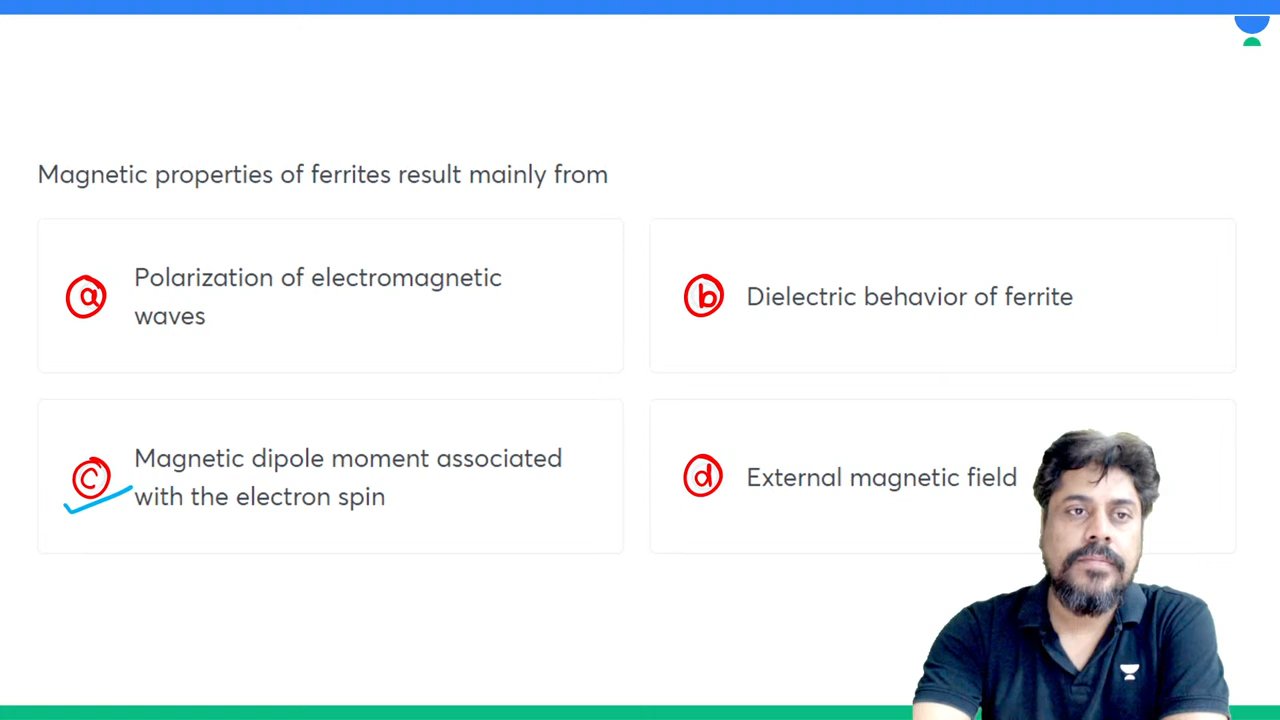 Magnetic properties of ferrites result mainly from
a Polarization of electromagnetic
waves
b Dielectric behavior of ferrite
c Magnetic dipole moment associated
with the electron spin
d External magnetic field